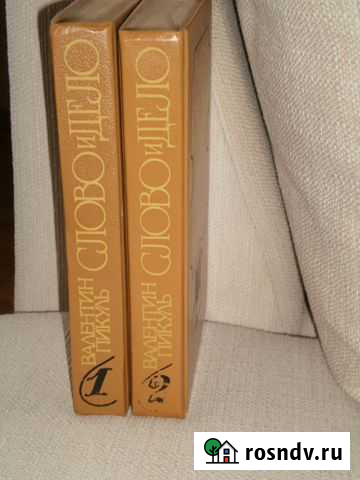 ВАЛЕНТИН
ПИКУЛЬ
СЛОВО И ДЕЛО
1
ВАЛЕНТИН
ПИКУЛЬ
СЛОВО И ДЕЛО
2
rosndv.ru